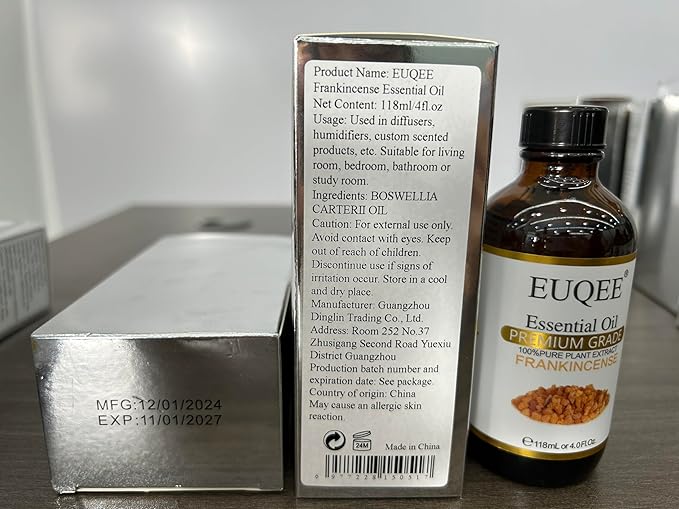 MFG:12/01/2024
EXP:11/01/2027
Product Name: EUQEE
Frankincense Essential Oil
Net Content: 118ml/4fl.oz
Usage: Used in diffusers,
humidifiers, custom scented
products, etc. Suitable for living
room, bedroom, bathroom or
study room.
Ingredients: BOSWELLIA
CARTERII OIL
Caution: For external use only.
Avoid contact with eyes. Keep
out of reach of children.
Discontinue use if signs of
irritation occur. Store in a cool
and dry place.
Manufacturer: Guangzhou
Dinglin Trading Co., Ltd.
Address: Room 252 No.37
Zhusigang Second Road Yuexiu
District Guangzhou
Production batch number and
expiration date: See package.
Country of origin: China
May cause an allergic skin
reaction.
24M
Made in China
6 977228 150517
EUQEE®
Essential Oil
PREMIUM GRADE
100%PURE PLANT EXTRACT
FRANKINCENSE
℮118mL or 4.0Fl.Oz.